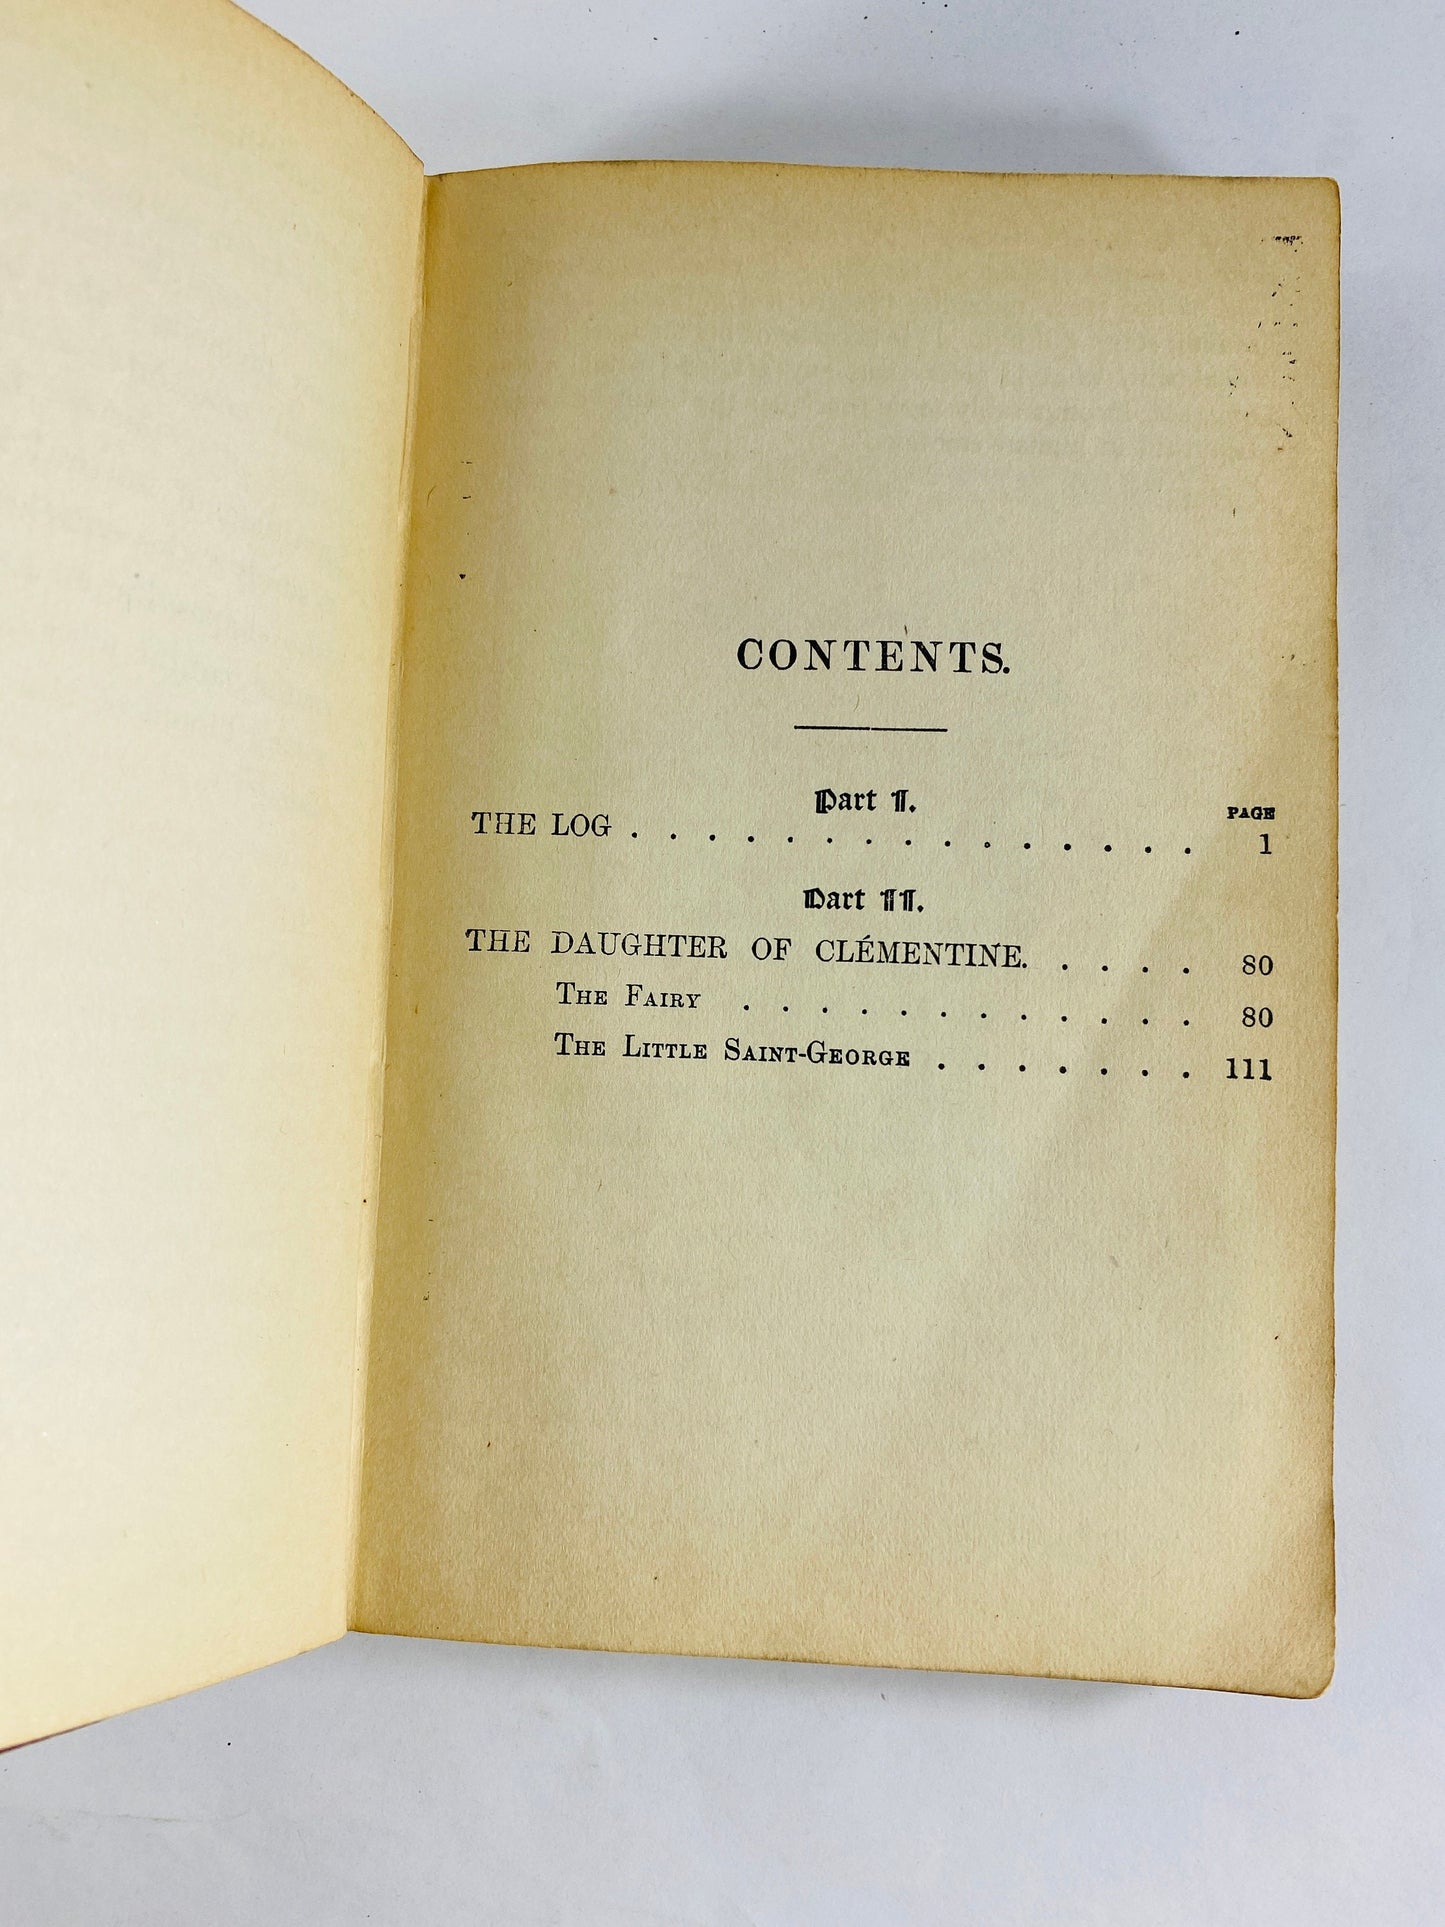 CONTENTS.
Part I.
PAGE
THE LOG . . . . . . . . . . . . . . . 1
Part II.
THE DAUGHTER OF CLÉMENTINE. . . . . 80
The Fairy . . . . . . . . . . . . 80
The Little Saint-George . . . . . . . 111